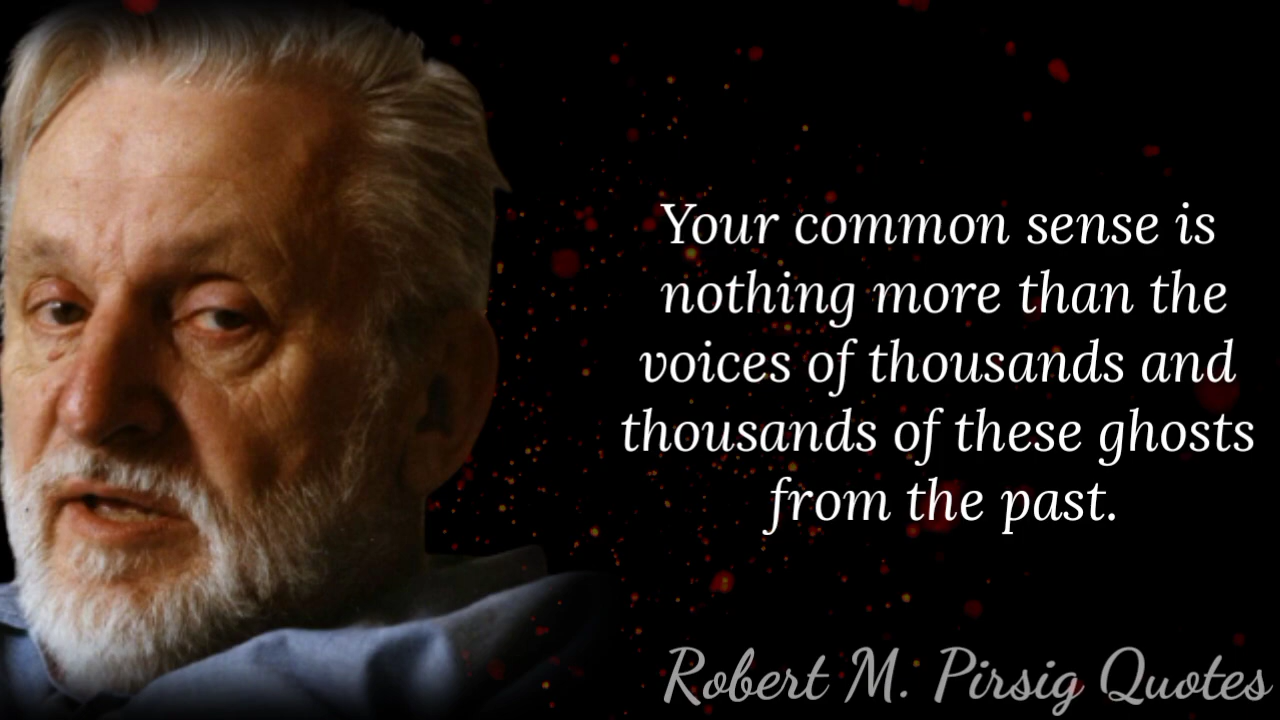 Your common sense is
nothing more than the
voices of thousands and
thousands of these ghosts
from the past.
Robert M. Pirsig Quotes